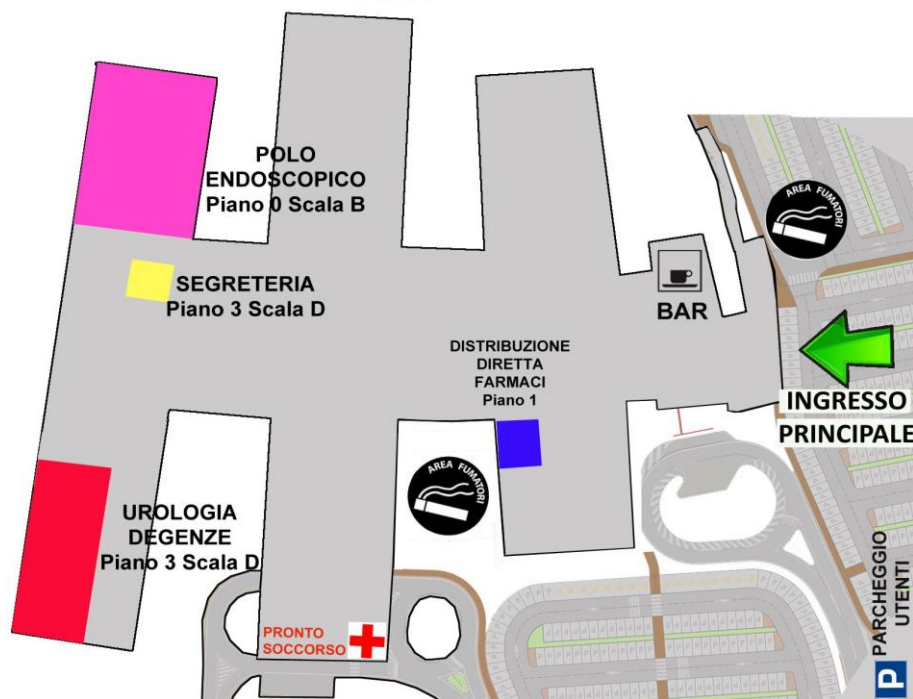 POLO
ENDOSCOPICO
Piano 0 Scala B
AREA FUMATORI
SEGRETERIA
Piano 3 Scala D
BAR
DISTRIBUZIONE
DIRETTA
FARMACI
Piano 1
INGRESSO
PRINCIPALE
AREA FUMATORI
UROLOGIA
DEGENZE
Piano 3 Scala D
PRONTO
SOCCORSO
PARCHEGGIO
UTENTI
P